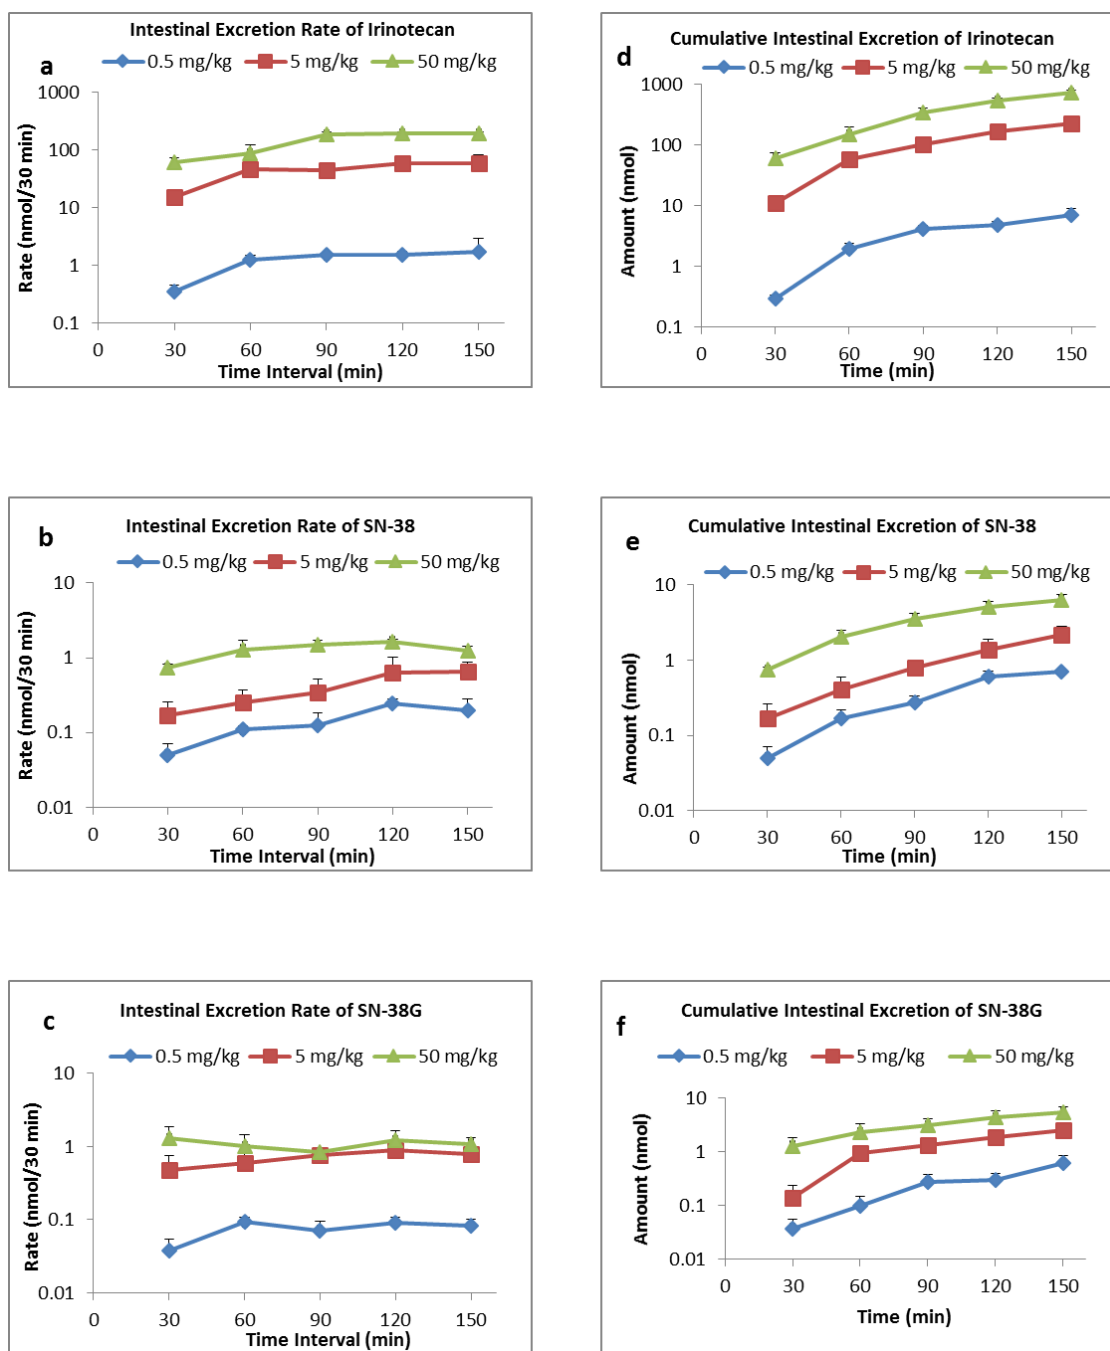 Intestinal Excretion Rate of Irinotecan
a
0.5 mg/kg 5 mg/kg 50 mg/kg
1000
100
10
1
0.1
Rate (nmol/30 min)
0 30 60 90 120 150
Time Interval (min)
Cumulative Intestinal Excretion of Irinotecan
d
0.5 mg/kg 5 mg/kg 50 mg/kg
1000
100
10
1
0.1
Amount (nmol)
0 30 60 90 120 150
Time (min)
Intestinal Excretion Rate of SN-38
b
0.5 mg/kg 5 mg/kg 50 mg/kg
10
1
0.1
0.01
Rate (nmol/30 min)
0 30 60 90 120 150
Time Interval (min)
Cumulative Intestinal Excretion of SN-38
e
0.5 mg/kg 5 mg/kg 50 mg/kg
10
1
0.1
0.01
Amount (nmol)
0 30 60 90 120 150
Time (min)
Intestinal Excretion Rate of SN-38G
c
0.5 mg/kg 5 mg/kg 50 mg/kg
10
1
0.1
0.01
Rate (nmol/30 min)
0 30 60 90 120 150
Time Interval (min)
Cumulative Intestinal Excretion of SN-38G
f
0.5 mg/kg 5 mg/kg 50 mg/kg
10
1
0.1
0.01
Amount (nmol)
0 30 60 90 120 150
Time (min)